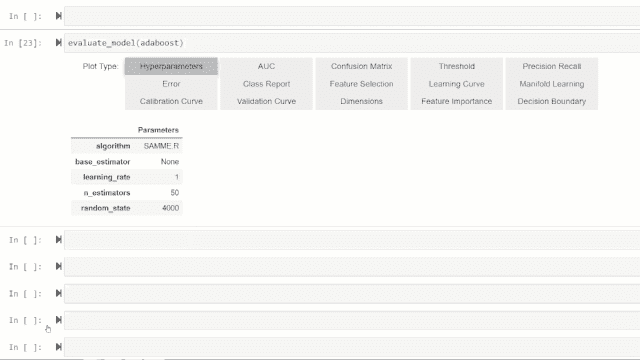 In [ ]:
In [23]: evaluate_model(adaboost)
Plot Type: Hyperparameters AUC Confusion Matrix Threshold Precision Recall
Error Class Report Feature Selection Learning Curve Manifold Learning
Calibration Curve Validation Curve Dimensions Feature Importance Decision Boundary
Parameters
algorithm SAMME.R
base_estimator None
learning_rate 1
n_estimators 50
random_state 4000
In [ ]:
In [ ]:
In [ ]:
In [ ]:
In [ ]: